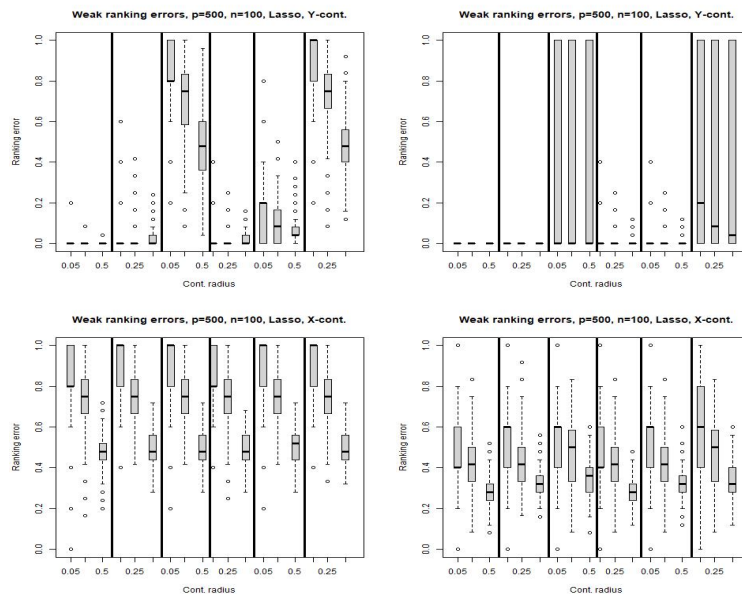 Weak ranking errors, p=500, n=100, Lasso, Y-cont.
Ranking error
1.0
0.8
0.6
0.4
0.2
0.0
0.05 0.5 0.25 0.05 0.5 0.25
Cont. radius
Weak ranking errors, p=500, n=100, Lasso, Y-cont.
Ranking error
1.0
0.8
0.6
0.4
0.2
0.0
0.05 0.5 0.25 0.05 0.5 0.25
Cont. radius
Weak ranking errors, p=500, n=100, Lasso, X-cont.
Ranking error
1.0
0.8
0.6
0.4
0.2
0.0
0.05 0.5 0.25 0.05 0.5 0.25
Cont. radius
Weak ranking errors, p=500, n=100, Lasso, X-cont.
Ranking error
1.0
0.8
0.6
0.4
0.2
0.0
0.05 0.5 0.25 0.05 0.5 0.25
Cont. radius